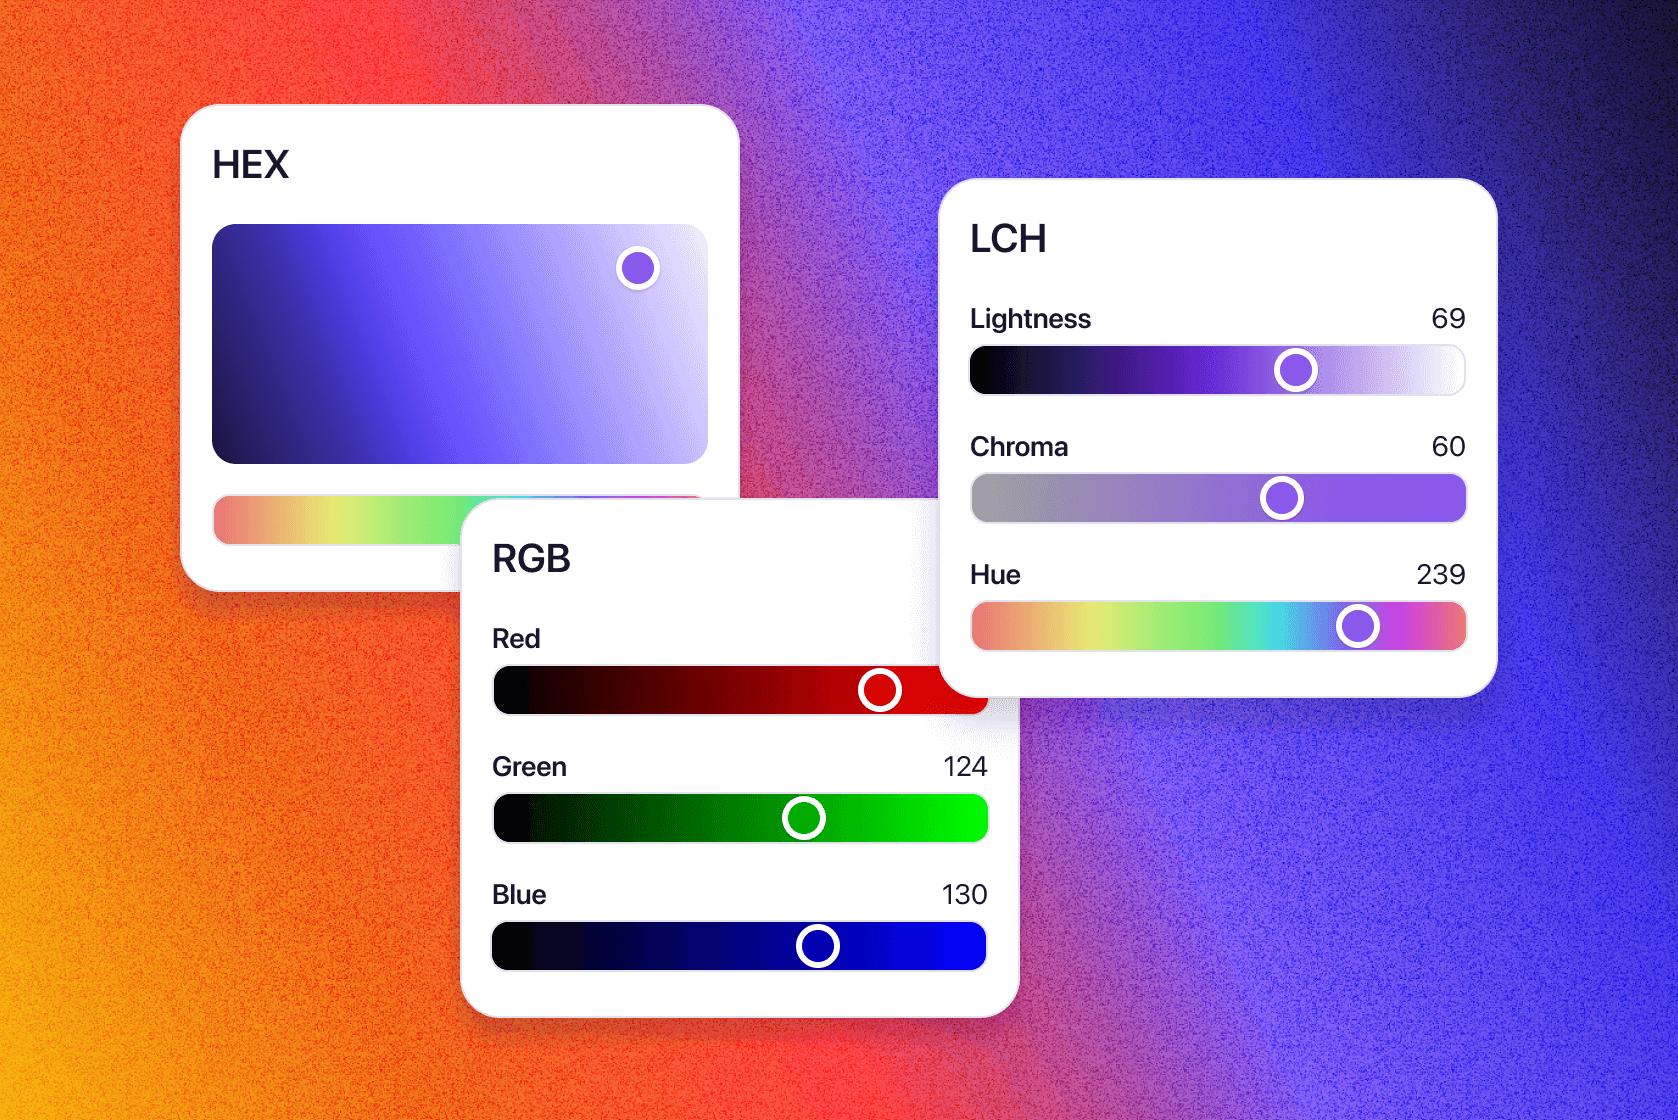 HEX
RGB
Red
Green 124
Blue 130
LCH
Lightness 69
Chroma 60
Hue 239